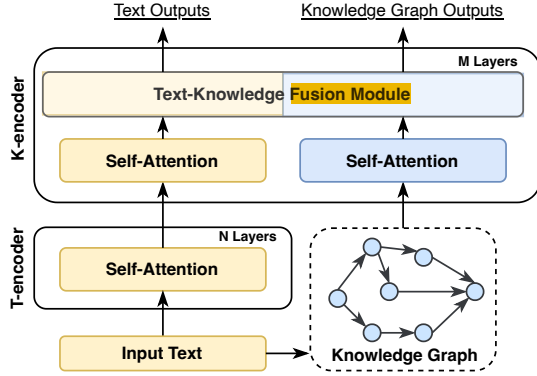 Text Outputs
Knowledge Graph Outputs
M Layers
Text-Knowledge Fusion Module
K-encoder
Self-Attention
Self-Attention
N Layers
T-encoder
Self-Attention
Input Text
Knowledge Graph